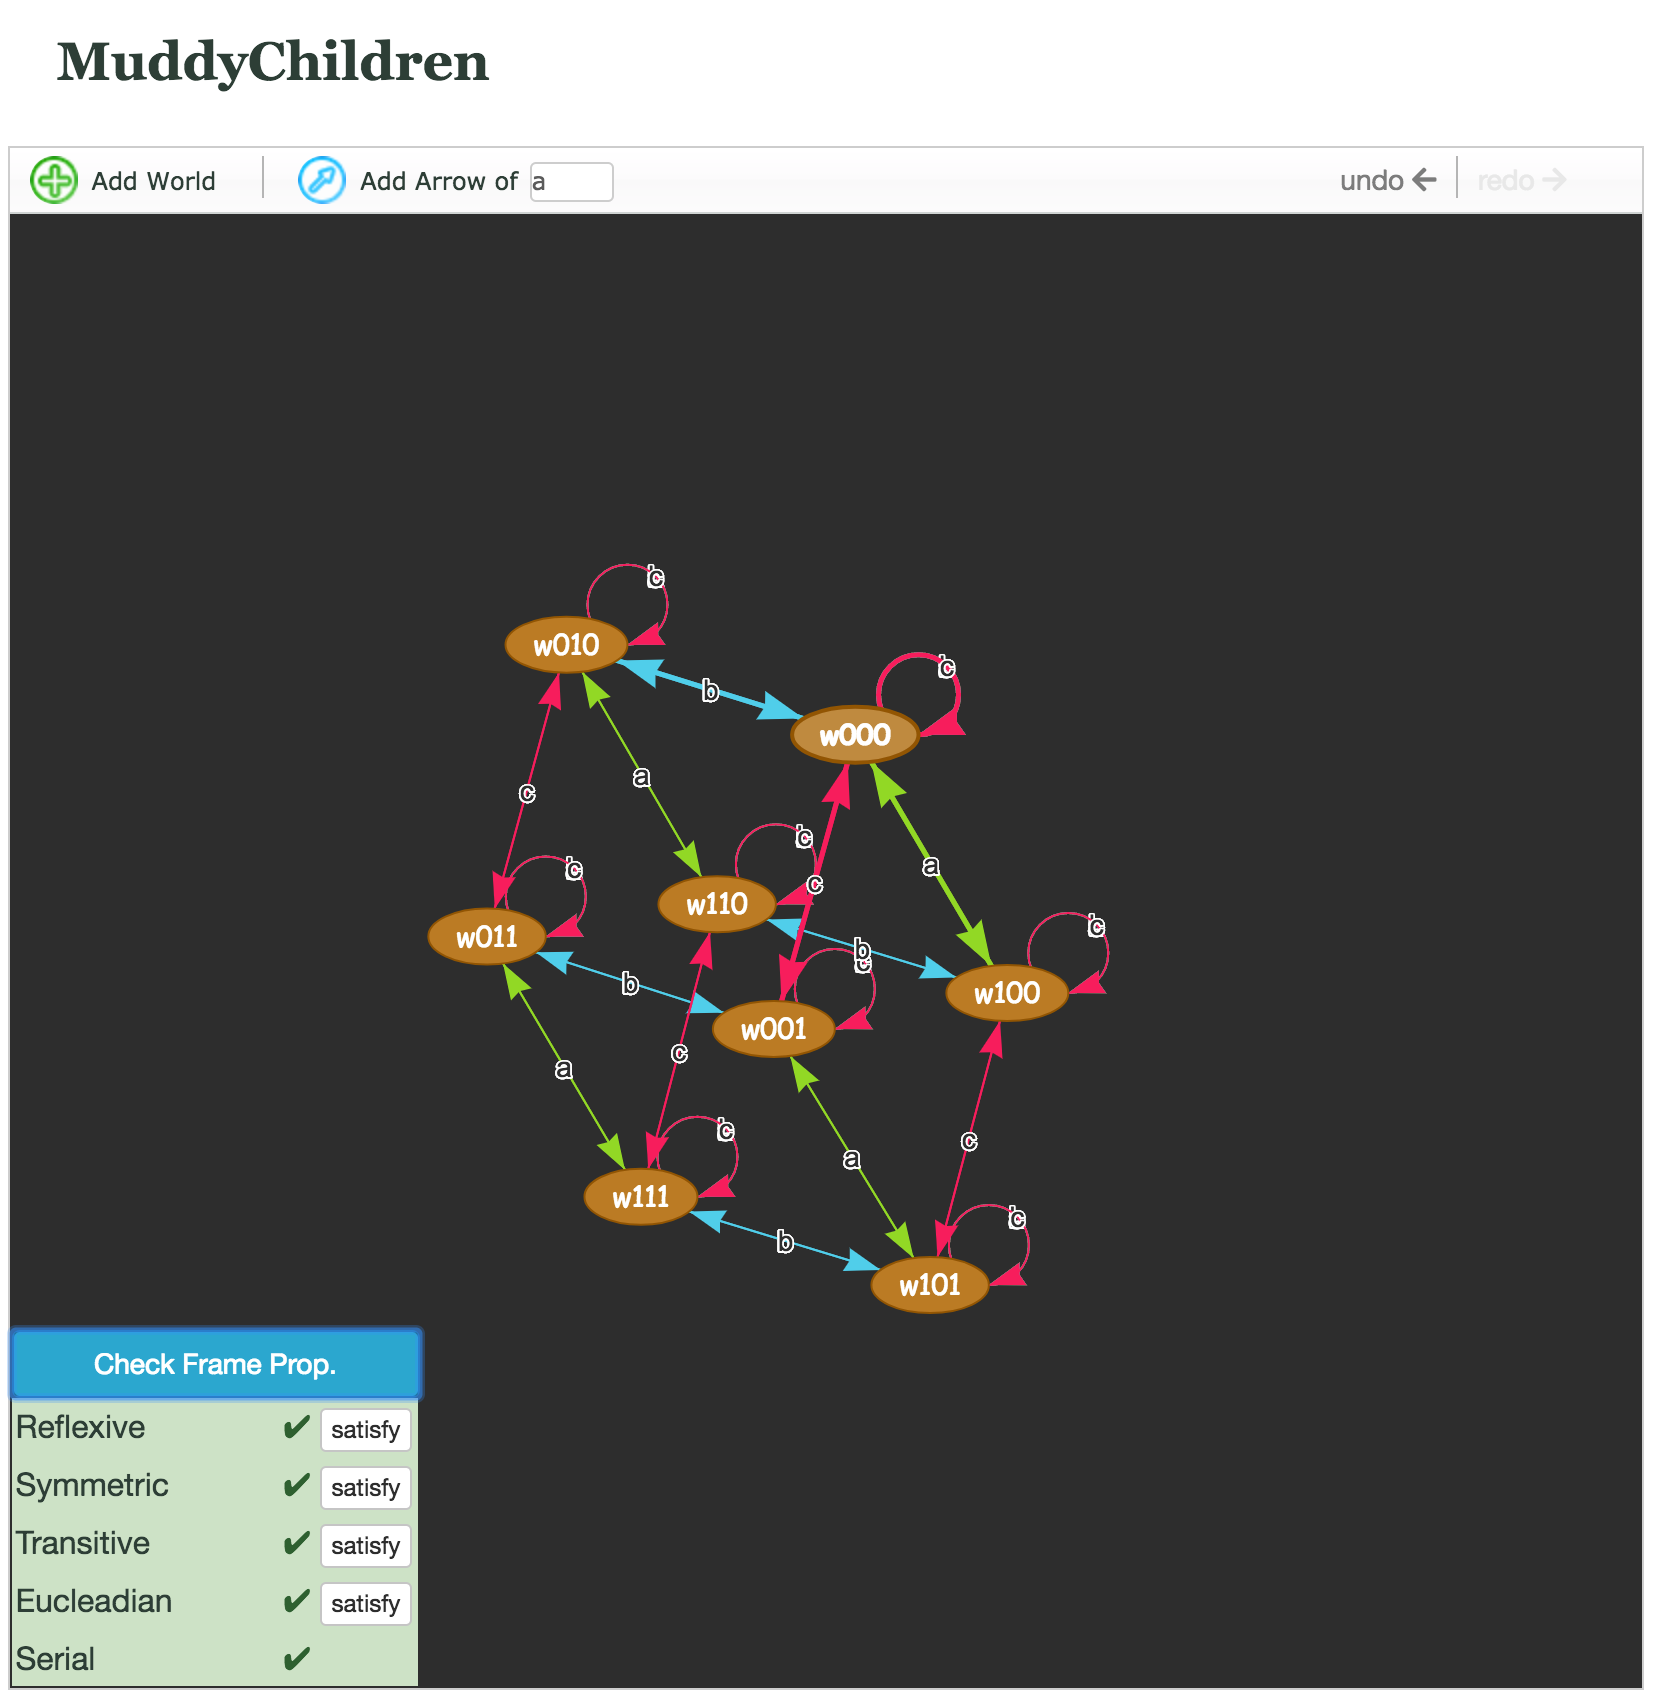 MuddyChildren
Add World
Add Arrow of a
undo
redo
c
w010
b
c
w000
c
a
c
c
c
a
w110
w011
b
c
c
b
w100
w001
c
a
c
c
a
w111
c
b
w101
Check Frame Prop.
Reflexive ✔ satisfy
Symmetric ✔ satisfy
Transitive ✔ satisfy
Eucleadian ✔ satisfy
Serial ✔